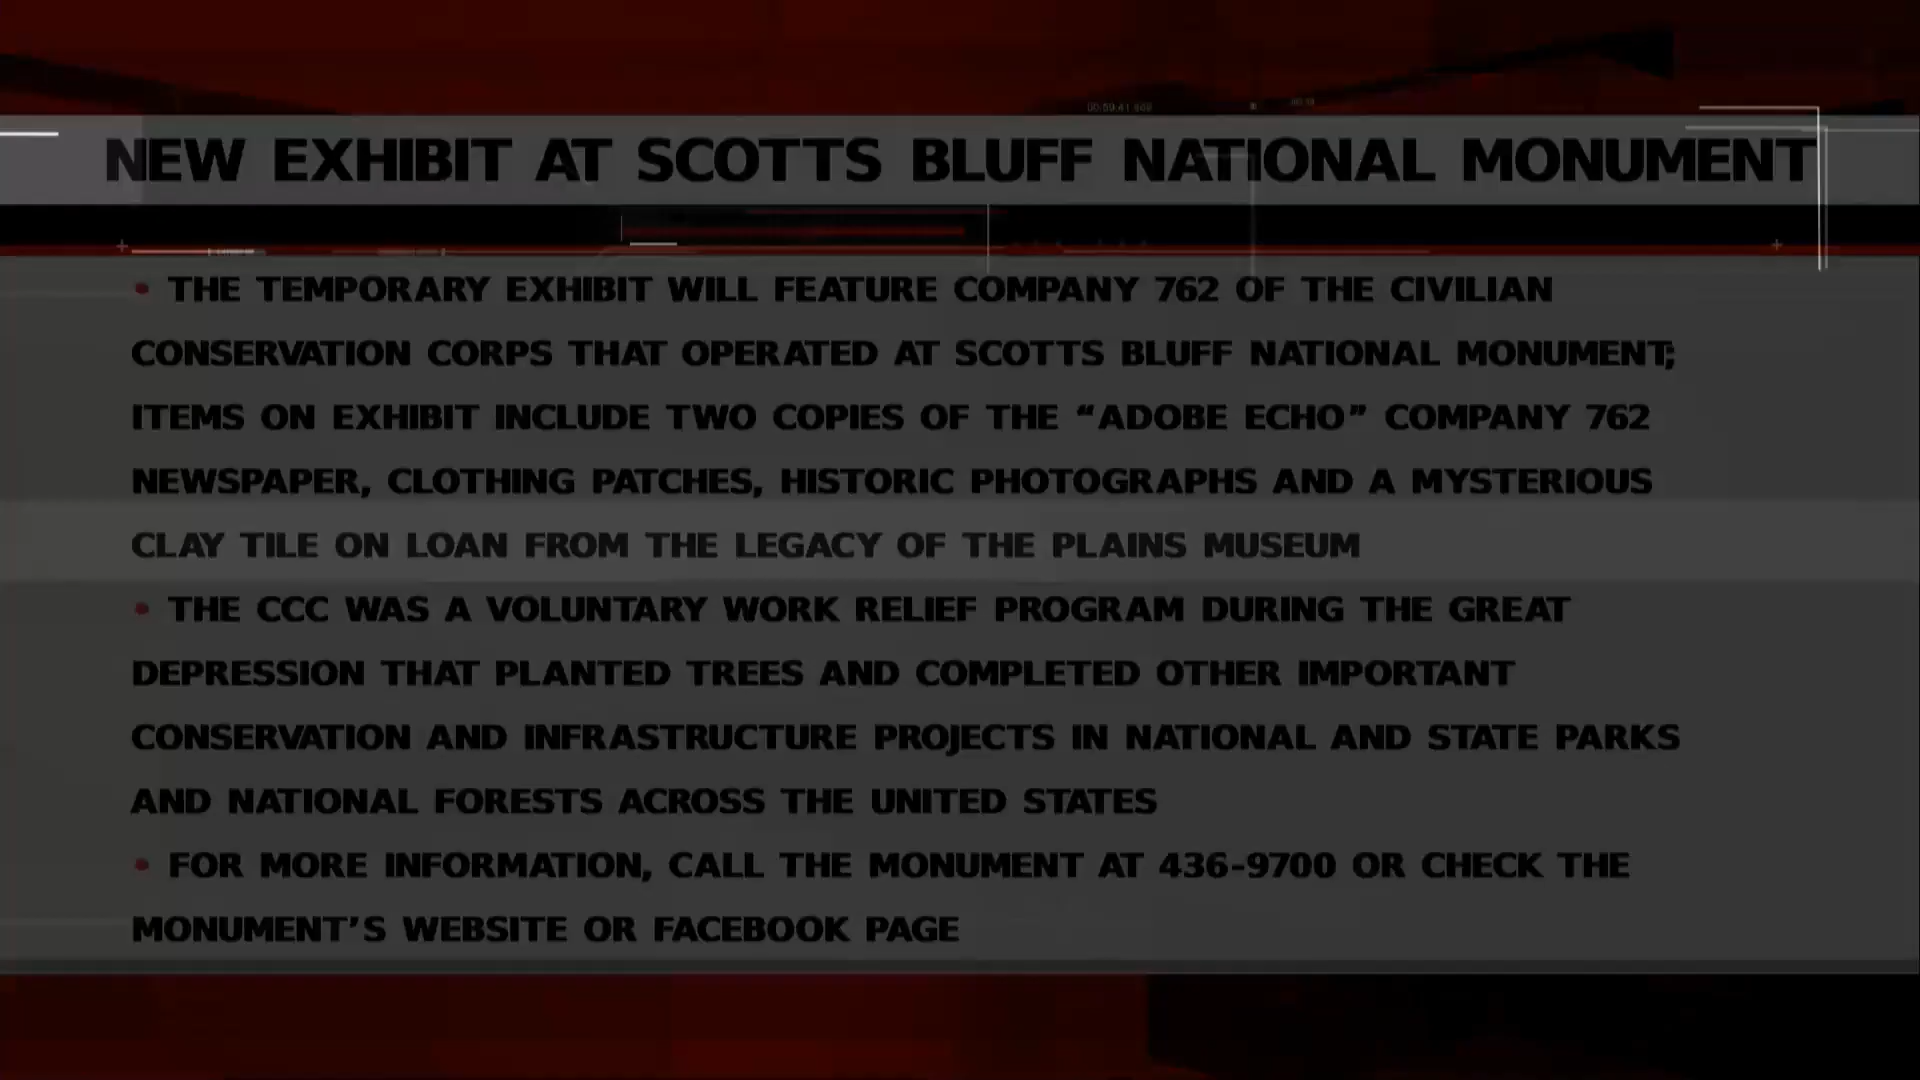 00:59:41
NEW EXHIBIT AT SCOTTS BLUFF NATIONAL MONUMENT
• THE TEMPORARY EXHIBIT WILL FEATURE COMPANY 762 OF THE CIVILIAN
CONSERVATION CORPS THAT OPERATED AT SCOTTS BLUFF NATIONAL MONUMENT;
ITEMS ON EXHIBIT INCLUDE TWO COPIES OF THE “ADOBE ECHO” COMPANY 762
NEWSPAPER, CLOTHING PATCHES, HISTORIC PHOTOGRAPHS AND A MYSTERIOUS
CLAY TILE ON LOAN FROM THE LEGACY OF THE PLAINS MUSEUM
• THE CCC WAS A VOLUNTARY WORK RELIEF PROGRAM DURING THE GREAT
DEPRESSION THAT PLANTED TREES AND COMPLETED OTHER IMPORTANT
CONSERVATION AND INFRASTRUCTURE PROJECTS IN NATIONAL AND STATE PARKS
AND NATIONAL FORESTS ACROSS THE UNITED STATES
• FOR MORE INFORMATION, CALL THE MONUMENT AT 436-9700 OR CHECK THE
MONUMENT’S WEBSITE OR FACEBOOK PAGE